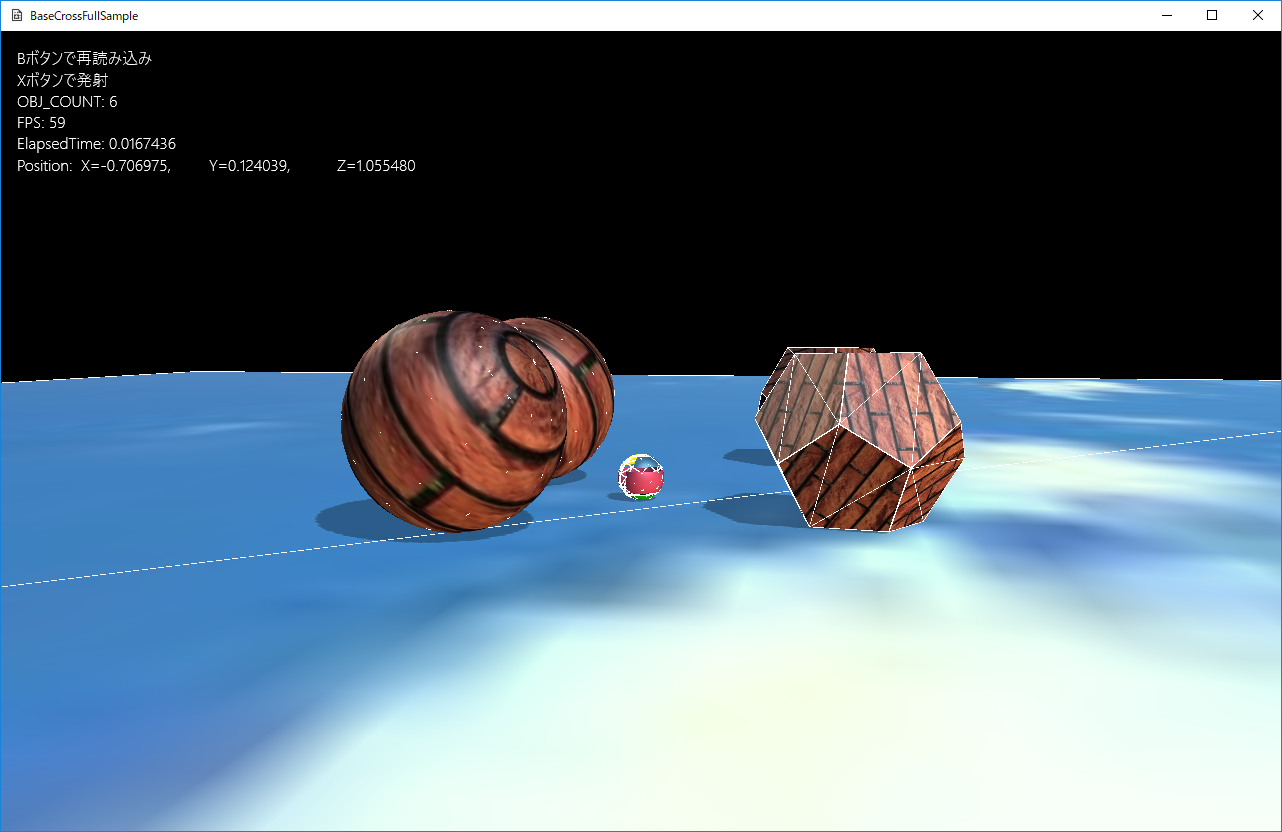 BaseCrossFullSample
Bボタンで再読み込み
Xボタンで発射
OBJ_COUNT: 6
FPS: 59
ElapsedTime: 0.0167436
Position: X=-0.706975, Y=0.124039, Z=1.055480